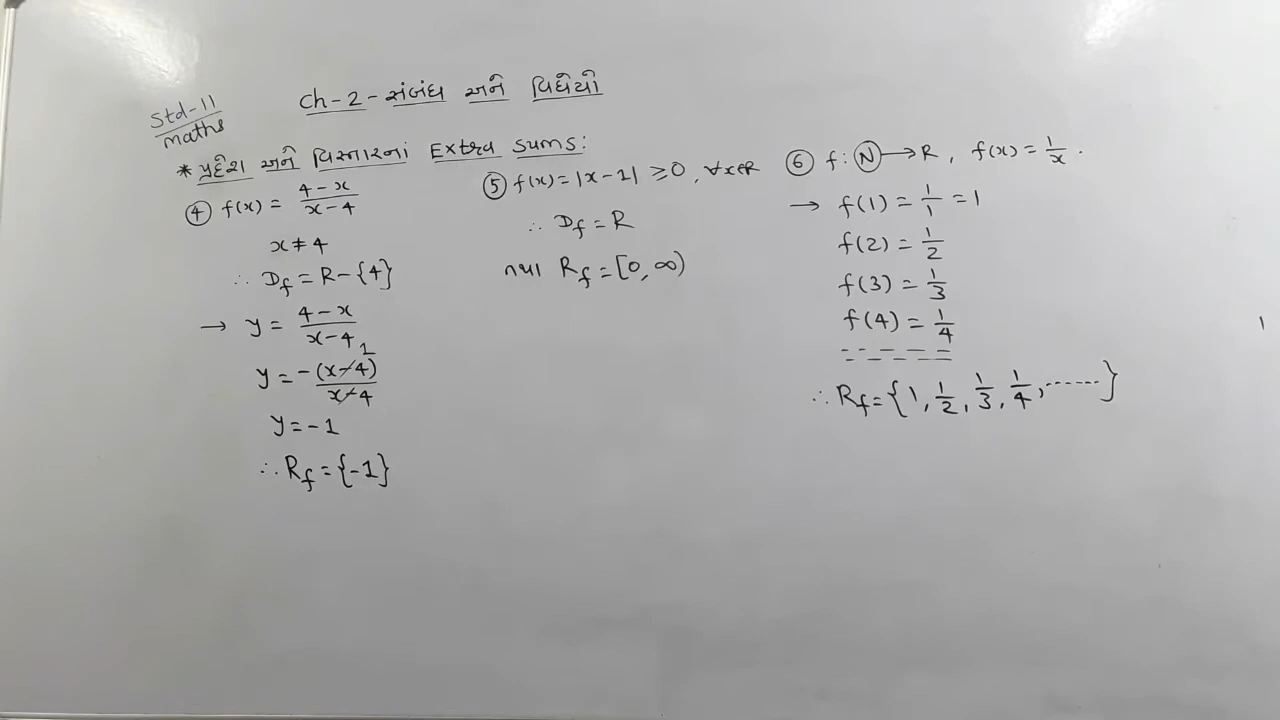 Std-11
maths
Ch-2-સંબંધ અને વિધેયો
* પ્રદેશ અને વિસ્તારનાં Extra sums:
④ f(x) = (4-x)/(x-4)
x ≠ 4
∴ Df = R-{4}
→ y = (4-x)/(x-4)
y = -(x-4)/(x-4) 1
y = -1
∴ Rf = {-1}
⑤ f(x) = |x-1| ≥ 0, ∀x∈R
∴ Df = R
તથા Rf = [0, ∞)
⑥ f: N → R, f(x) = 1/x.
→ f(1) = 1/1 = 1
f(2) = 1/2
f(3) = 1/3
f(4) = 1/4
∴ Rf = {1, 1/2, 1/3, 1/4, ......}